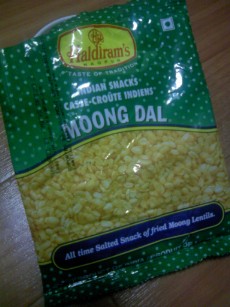 Haldiram's
NAGPUR
TASTE OF TRADITION
INDIAN SNACKS
CASSE-CROÛTE INDIENS
MOONG DAL
All time Salted Snack of fried Moong Lentils.